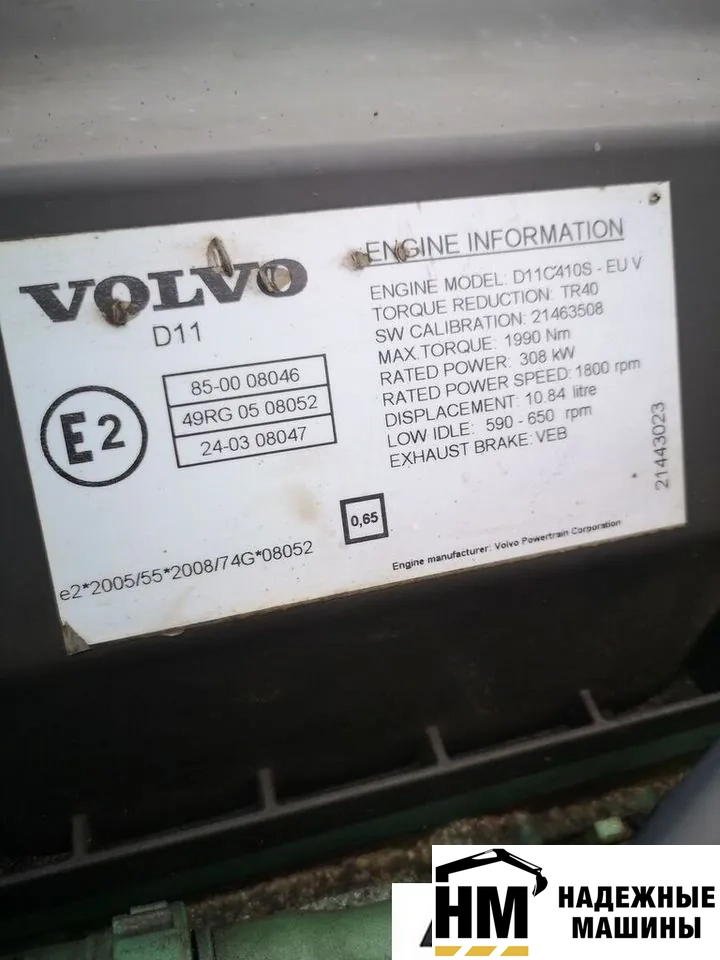 VOLVO
D11
E2
85-00 08046
49RG 05 08052
24-03 08047
ENGINE INFORMATION
ENGINE MODEL: D11C410S - EU V
TORQUE REDUCTION: TR40
SW CALIBRATION: 21463508
MAX.TORQUE: 1990 Nm
RATED POWER: 308 kW
RATED POWER SPEED: 1800 rpm
DISPLACEMENT: 10.84 litre
LOW IDLE: 590 - 650 rpm
EXHAUST BRAKE: VEB
21443023
0,65
e2*2005/55*2008/74G*08052
Engine manufacturer: Volvo Powertrain Corporation
НМ
НАДЕЖНЫЕ
МАШИНЫ